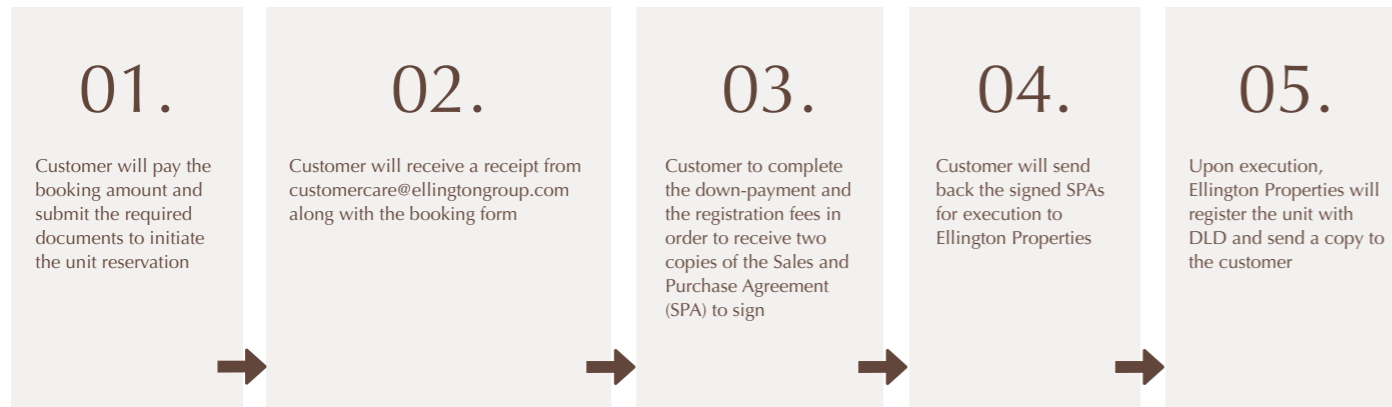 01.
Customer will pay the
booking amount and
submit the required
documents to initiate
the unit reservation
02.
Customer will receive a receipt from
customercare@ellingtongroup.com
along with the booking form
03.
Customer to complete
the down-payment and
the registration fees in
order to receive two
copies of the Sales and
Purchase Agreement
(SPA) to sign
04.
Customer will send
back the signed SPAs
for execution to
Ellington Properties
05.
Upon execution,
Ellington Properties will
register the unit with
DLD and send a copy to
the customer